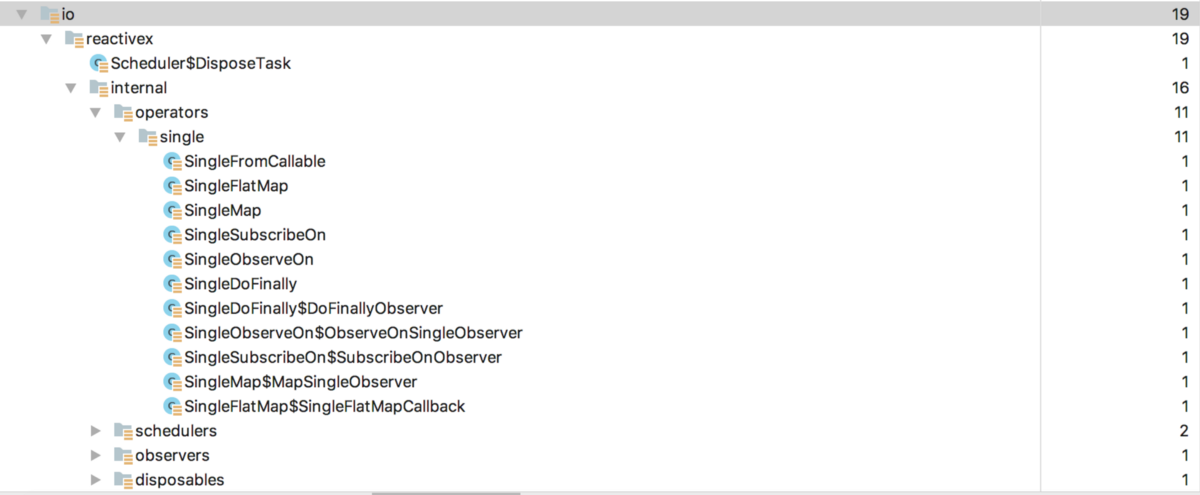 io 19
reactivex 19
Scheduler$DisposeTask 1
internal 16
operators 11
single 11
SingleFromCallable 1
SingleFlatMap 1
SingleMap 1
SingleSubscribeOn 1
SingleObserveOn 1
SingleDoFinally 1
SingleDoFinally$DoFinallyObserver 1
SingleObserveOn$ObserveOnSingleObserver 1
SingleSubscribeOn$SubscribeOnObserver 1
SingleMap$MapSingleObserver 1
SingleFlatMap$SingleFlatMapCallback 1
schedulers 2
observers 1
disposables 1